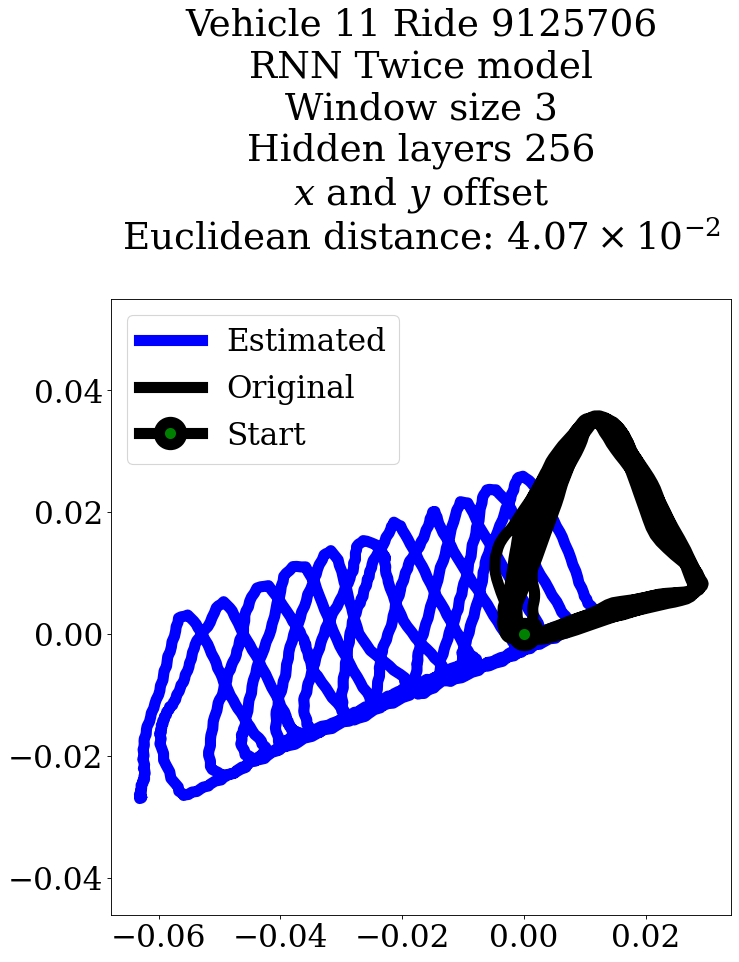 Vehicle 11 Ride 9125706
RNN Twice model
Window size 3
Hidden layers 256
x and y offset
Euclidean distance: 4.07 × 10⁻²
Estimated
Original
Start
0.04
0.02
0.00
−0.02
−0.04
−0.06 −0.04 −0.02 0.00 0.02